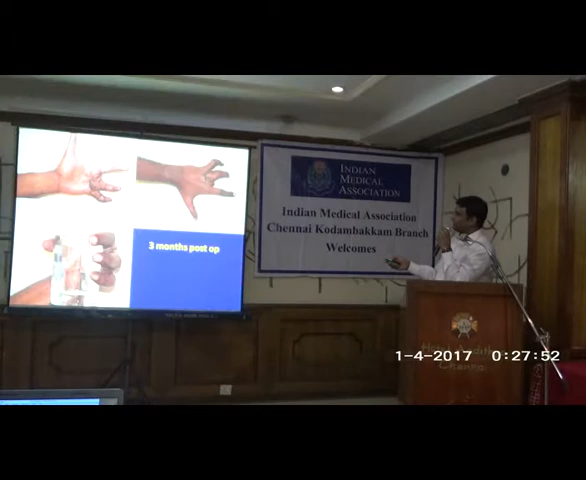 3 months post op
INDIAN
MEDICAL
ASSOCIATION
Indian Medical Association
Chennai Kodambakkam Branch
Welcomes
Chennai
1-4-2017 0:27:52